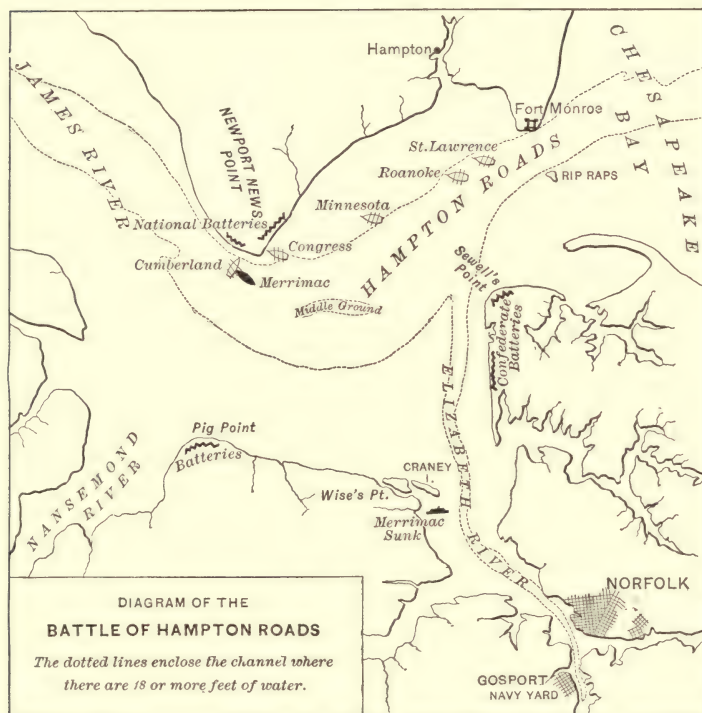 Hampton
CHESAPEAKE
BAY
JAMES RIVER
NEWPORT NEWS
POINT
Fort Monroe
St. Lawrence
Roanoke
HAMPTON ROADS
RIP RAPS
Minnesota
National Batteries
Congress
Cumberland
Merrimac
Sewell's
Point
Middle Ground
Confederate
Batteries
ELIZABETH RIVER
Pig Point
Batteries
NANSEMOND
RIVER
CRANEY
I.
Wise's Pt.
Merrimac
Sunk
NORFOLK
GOSPORT
NAVY YARD
DIAGRAM OF THE
BATTLE OF HAMPTON ROADS
The dotted lines enclose the channel where
there are 18 or more feet of water.